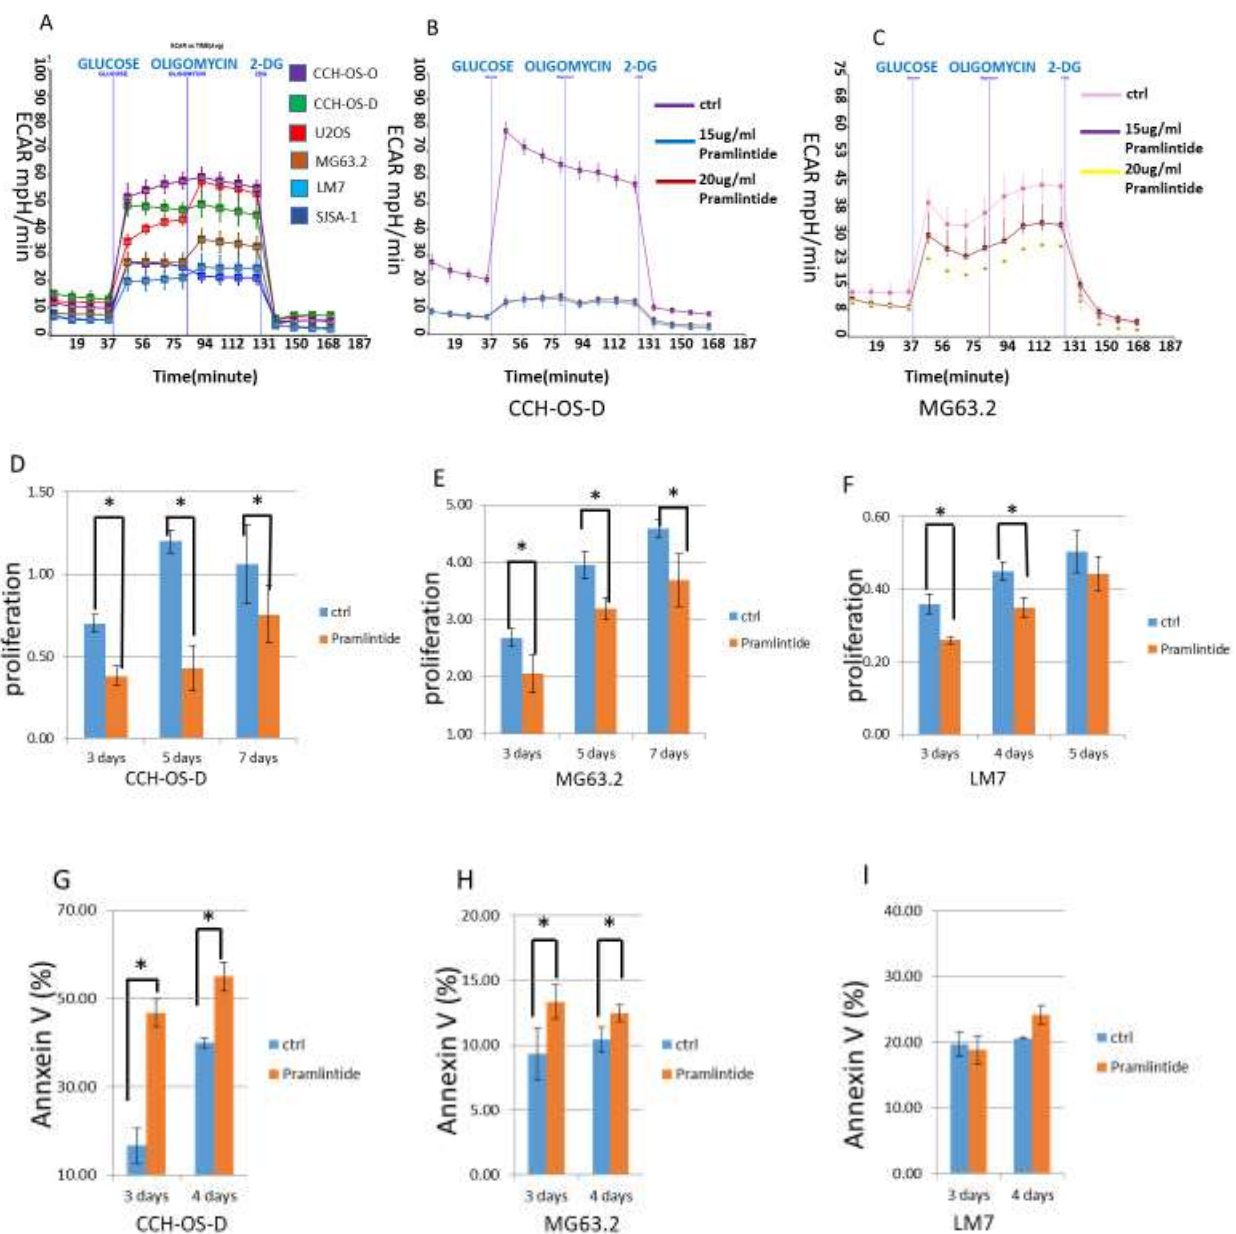 A
B
C
ECAR vs TIME(Avg)
GLUCOSE OLIGOMYCIN 2-DG
GLUCOSE OLIGOMYCIN 2-DG
GLUCOSE OLIGOMYCIN 2-DG
GLUCOSE OLIGOMYCIN
ECAR mpH/min
100 90 80 70 60 50 40 30 20 10 0
CCH-OS-O
CCH-OS-D
U2OS
MG63.2
LM7
SJSA-1
19 37 56 75 94 112 131 150 168 187
Time(minute)
ECAR mpH/min
100 90 80 70 60 50 40 30 20 10 0
ctrl
15ug/ml
Pramlintide
20ug/ml
Pramlintide
19 37 56 75 94 112 131 150 168 187
Time(minute)
CCH-OS-D
ECAR mpH/min
75 68 60 53 45 38 30 23 15 8 0
ctrl
15ug/ml
Pramlintide
20ug/ml
Pramlintide
19 37 56 75 94 112 131 150 168 187
Time(minute)
MG63.2
D
proliferation
1.50
1.00
0.50
0.00
* * *
ctrl
Pramlintide
3 days 5 days 7 days
CCH-OS-D
E
proliferation
5.00
4.00
3.00
2.00
1.00
* * *
ctrl
Pramlintide
3 days 5 days 7 days
MG63.2
F
proliferation
0.60
0.40
0.20
0.00
* *
ctrl
Pramlintide
3 days 4 days 5 days
LM7
G
Annxein V (%)
70.00
50.00
30.00
10.00
* *
ctrl
Pramlintide
3 days 4 days
CCH-OS-D
H
Annexin V (%)
20.00
15.00
10.00
5.00
0.00
* *
ctrl
Pramlintide
3 days 4 days
MG63.2
I
Annexin V (%)
40.00
30.00
20.00
10.00
0.00
ctrl
Pramlintide
3 days 4 days
LM7